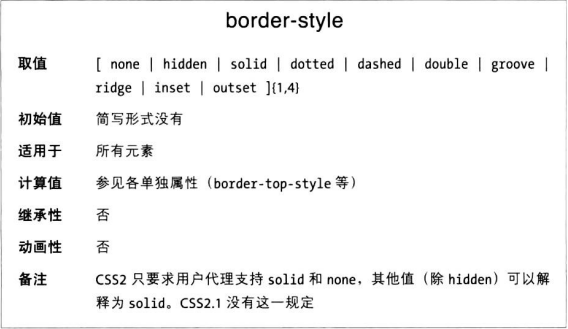 border-style
取值 [ none | hidden | solid | dotted | dashed | double | groove |
ridge | inset | outset ]{1,4}
初始值 简写形式没有
适用于 所有元素
计算值 参见各单独属性（border-top-style 等）
继承性 否
动画性 否
备注 CSS2 只要求用户代理支持 solid 和 none，其他值（除 hidden）可以解
释为 solid。CSS2.1 没有这一规定